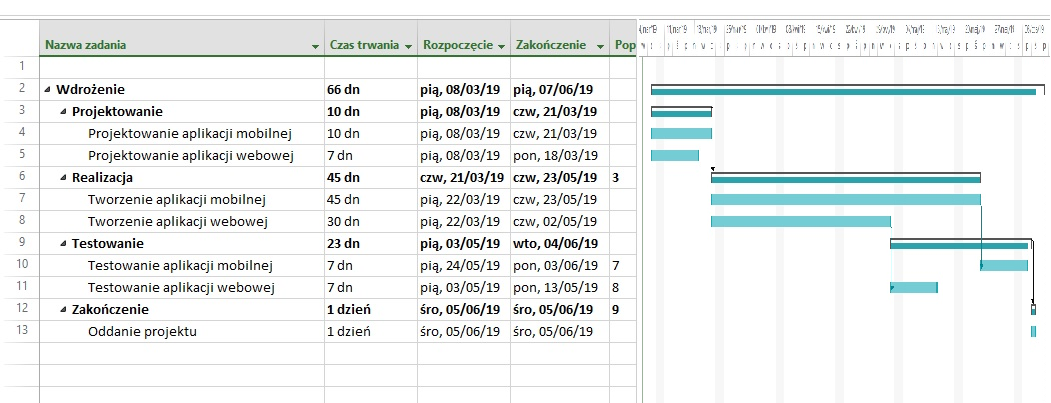 Nazwa zadania Czas trwania Rozpoczęcie Zakończenie Pop
1
2 Wdrożenie 66 dn pią, 08/03/19 pią, 07/06/19
3 Projektowanie 10 dn pią, 08/03/19 czw, 21/03/19
4 Projektowanie aplikacji mobilnej 10 dn pią, 08/03/19 czw, 21/03/19
5 Projektowanie aplikacji webowej 7 dn pią, 08/03/19 pon, 18/03/19
6 Realizacja 45 dn czw, 21/03/19 czw, 23/05/19 3
7 Tworzenie aplikacji mobilnej 45 dn pią, 22/03/19 czw, 23/05/19
8 Tworzenie aplikacji webowej 30 dn pią, 22/03/19 czw, 02/05/19
9 Testowanie 23 dn pią, 03/05/19 wto, 04/06/19
10 Testowanie aplikacji mobilnej 7 dn pią, 24/05/19 pon, 03/06/19 7
11 Testowanie aplikacji webowej 7 dn pią, 03/05/19 pon, 13/05/19 8
12 Zakończenie 1 dzień śro, 05/06/19 śro, 05/06/19 9
13 Oddanie projektu 1 dzień śro, 05/06/19 śro, 05/06/19